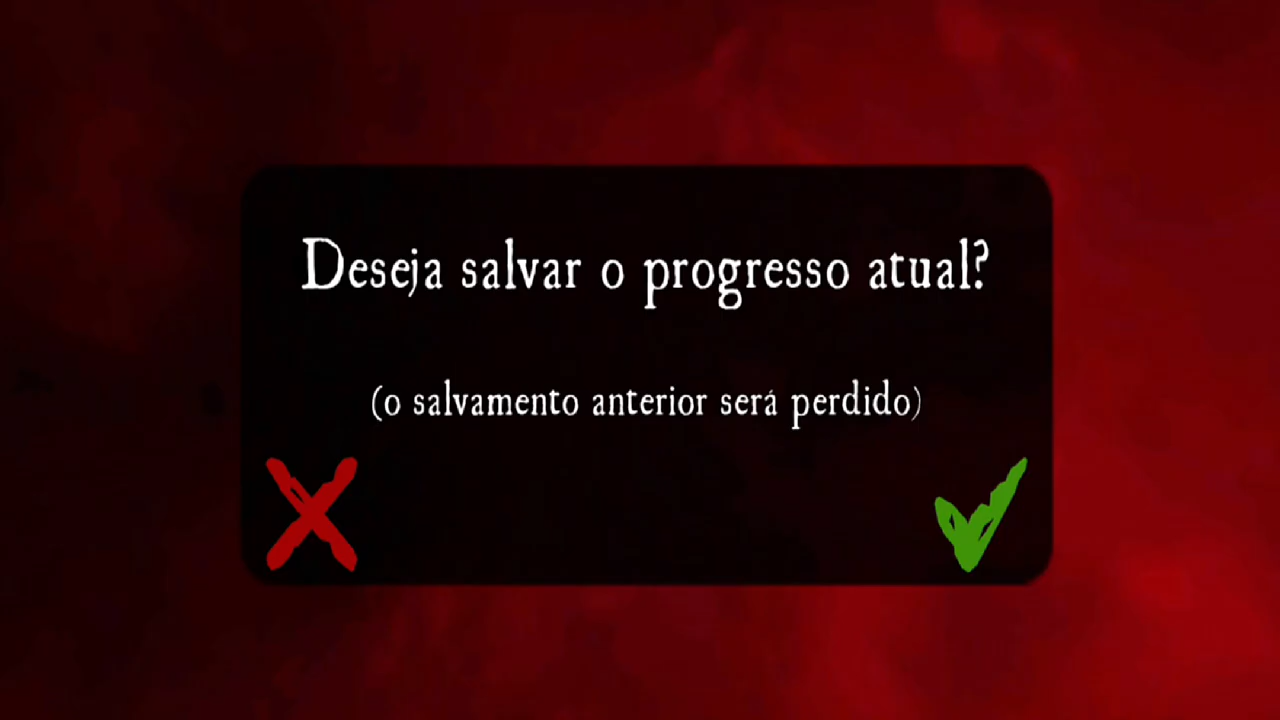 Deseja salvar o progresso atual?
(o salvamento anterior será perdido)